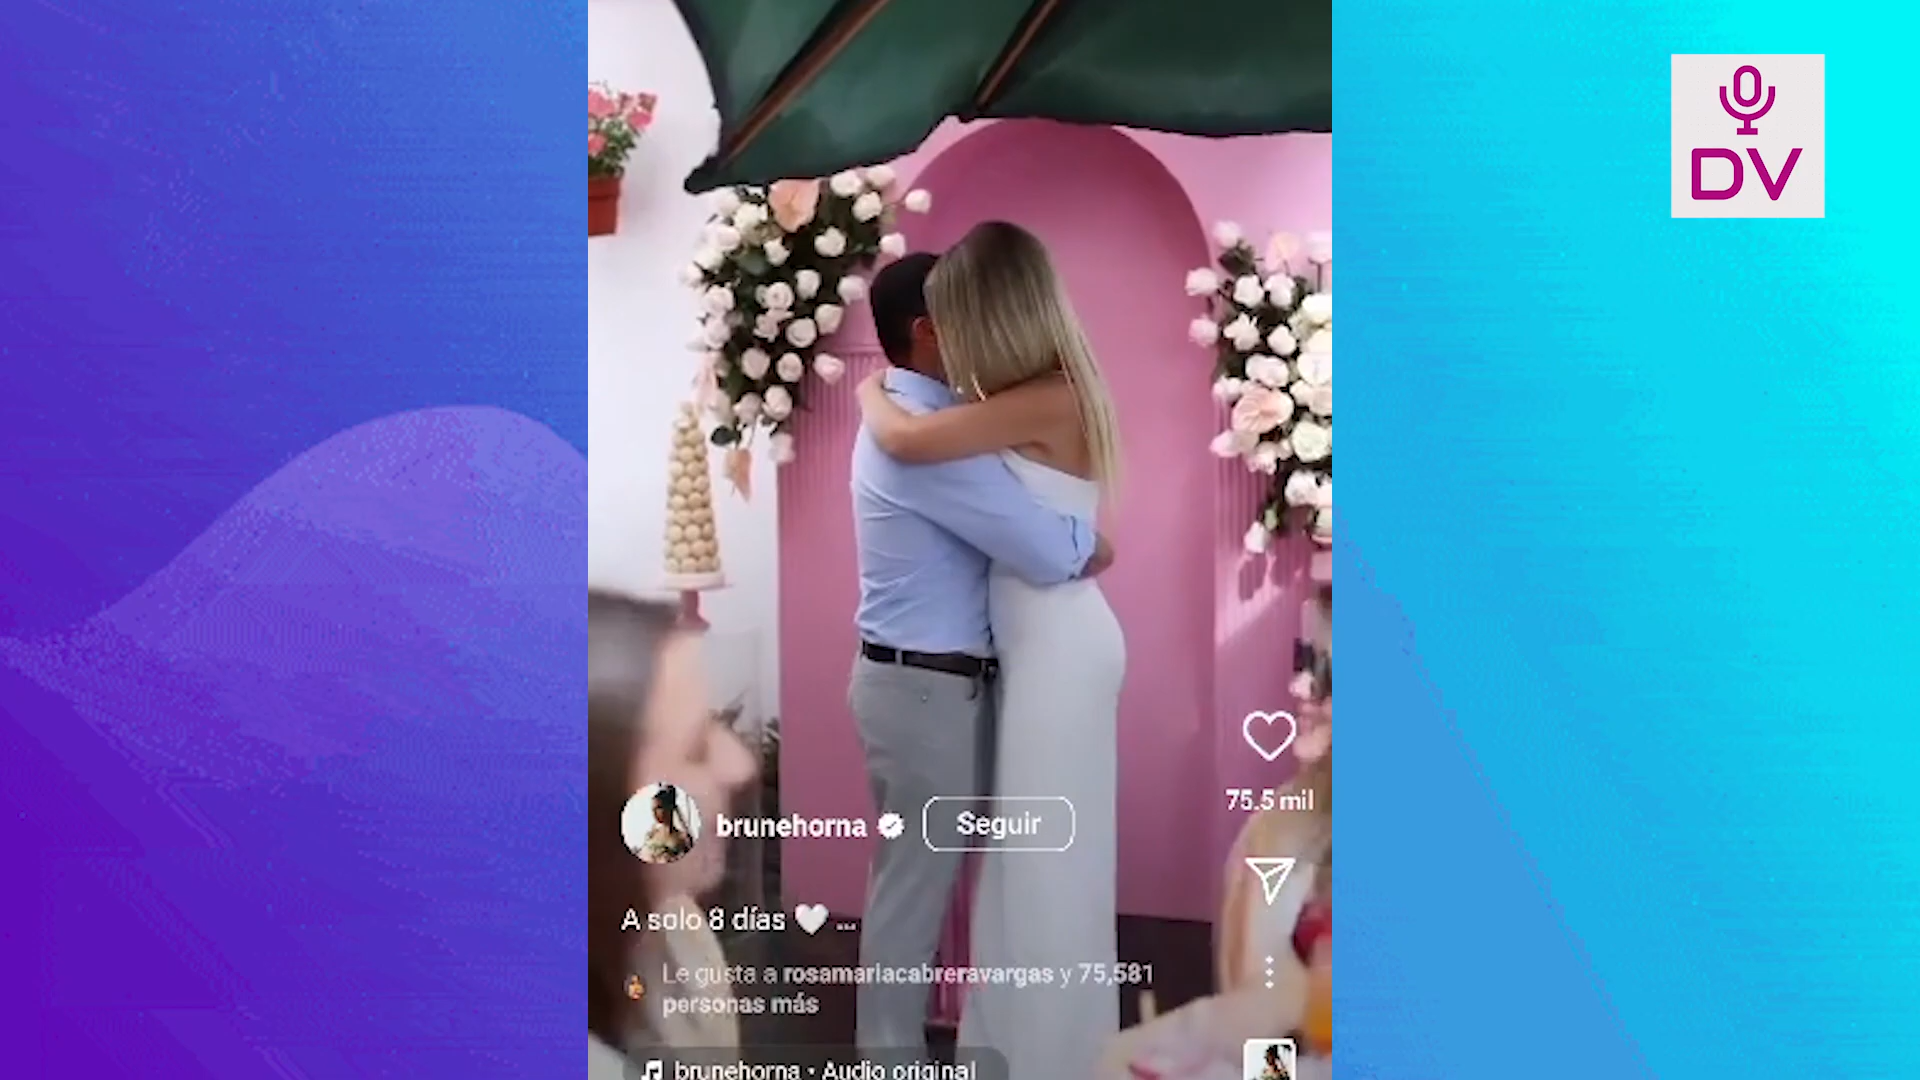 DV
75.5 mil
brunehorna
Seguir
A solo 8 días 🤍 ...
Le gusta a rosamariacabreravargas y 75,581
personas más
brunehorna • Audio original